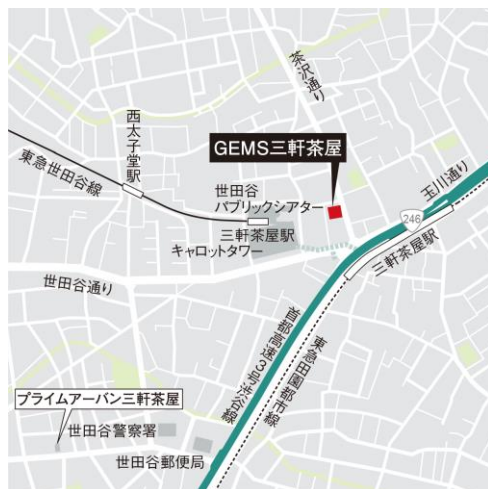 茶沢通り
西太子堂駅
GEMS三軒茶屋
東急世田谷線
世田谷
パブリックシアター
三軒茶屋駅
キャロットタワー
玉川通り
246
三軒茶屋駅
世田谷通り
首都高速3号渋谷線
東急田園都市線
プライムアーバン三軒茶屋
世田谷警察署
世田谷郵便局